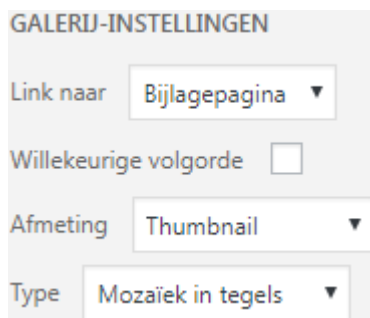 GALERIJ-INSTELLINGEN
Link naar Bijlagepagina
Willekeurige volgorde
Afmeting Thumbnail
Type Mozaïek in tegels